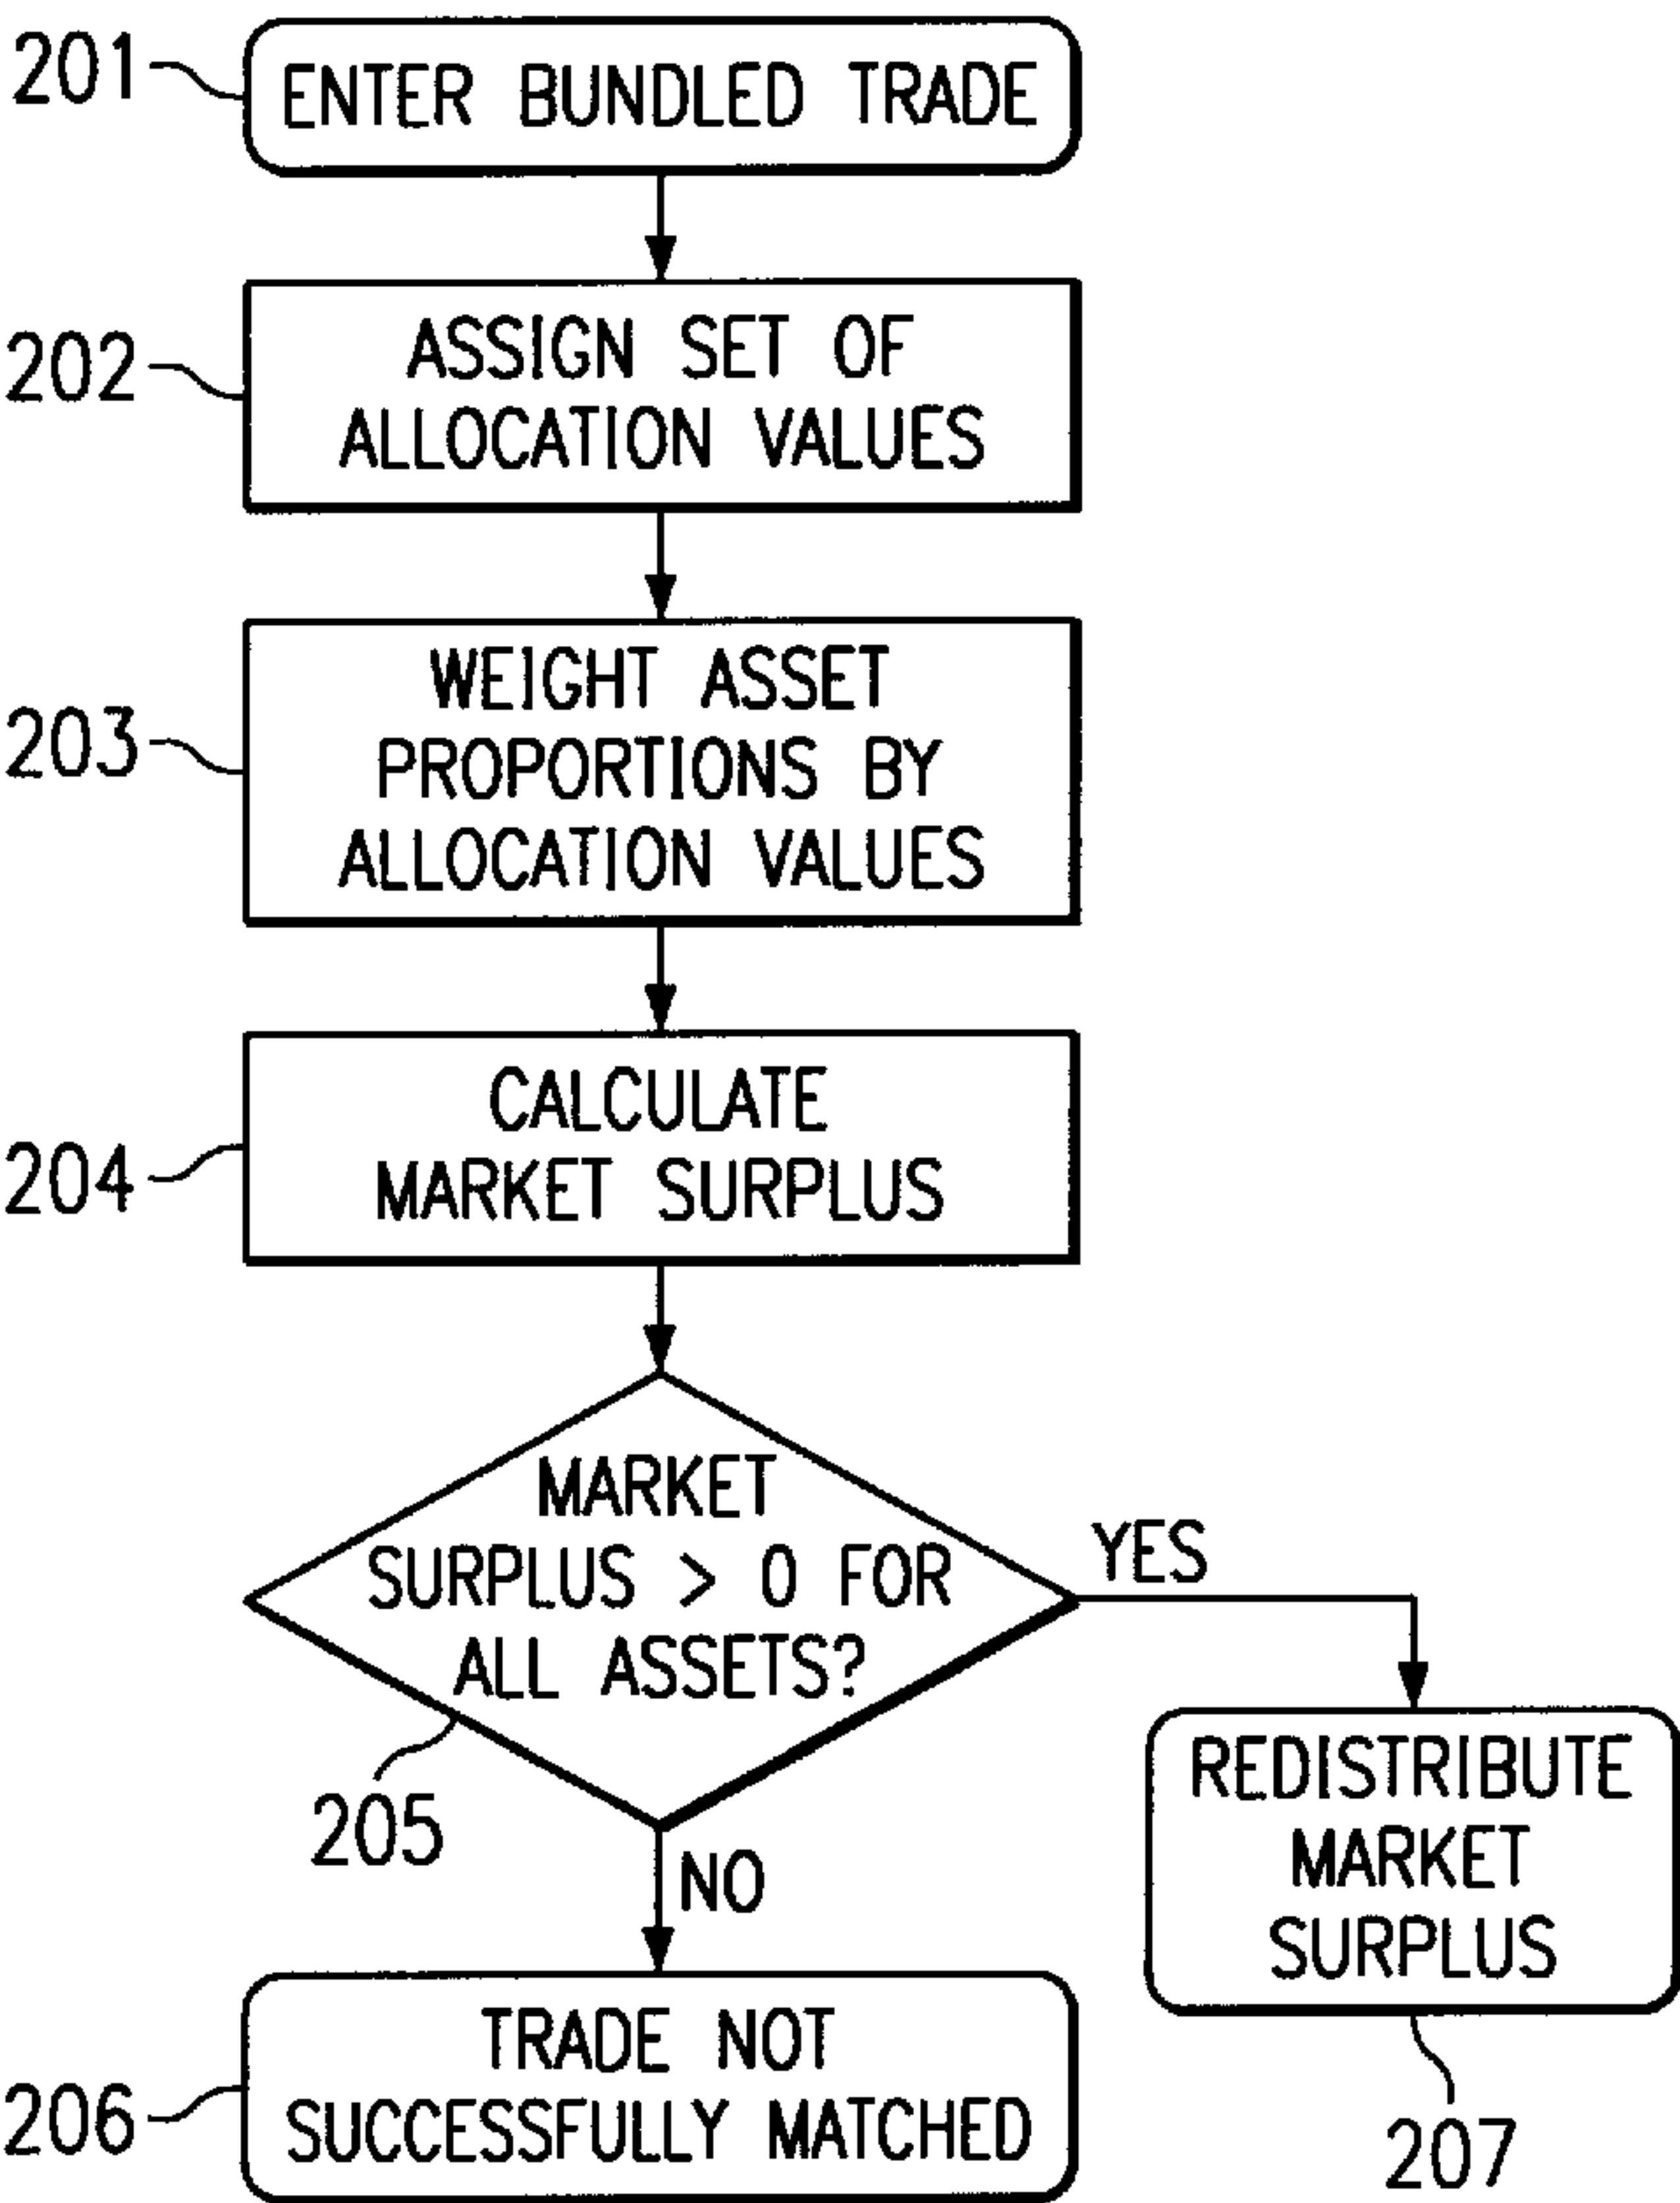 201
ENTER BUNDLED TRADE
202
ASSIGN SET OF
ALLOCATION VALUES
203
WEIGHT ASSET
PROPORTIONS BY
ALLOCATION VALUES
204
CALCULATE
MARKET SURPLUS
MARKET
SURPLUS > 0 FOR
ALL ASSETS?
205
YES
NO
REDISTRIBUTE
MARKET
SURPLUS
207
206
TRADE NOT
SUCCESSFULLY MATCHED